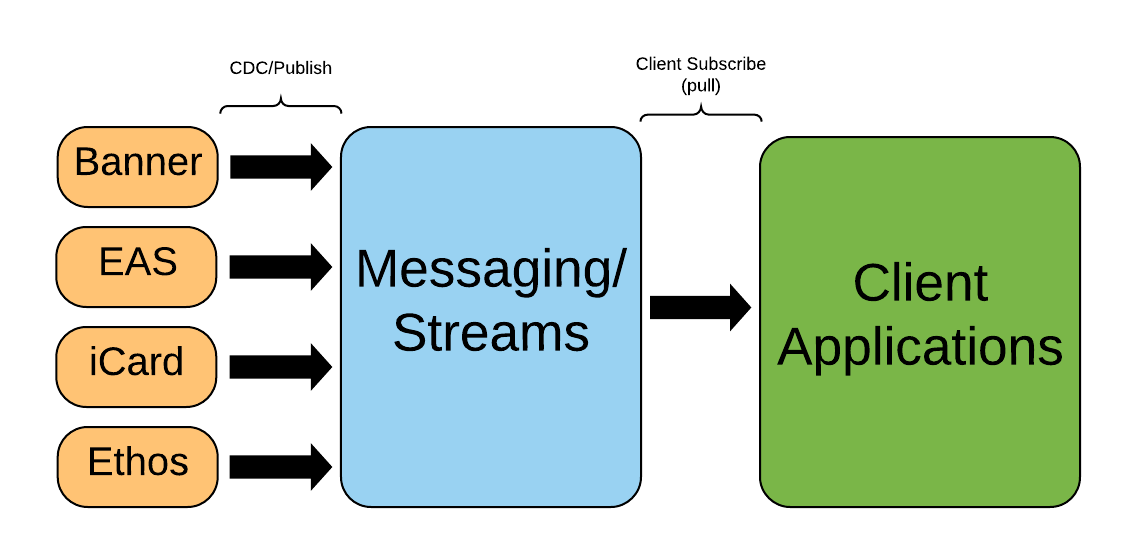 CDC/Publish
Client Subscribe
(pull)
Banner
EAS
iCard
Ethos
Messaging/
Streams
Client
Applications